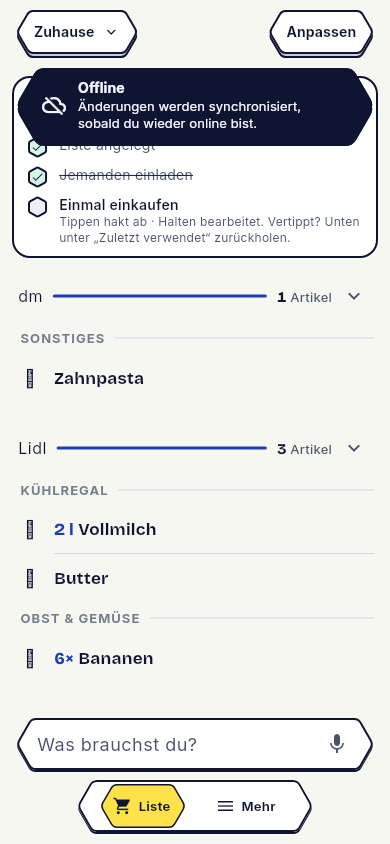 Zuhause
Anpassen
Offline
Änderungen werden synchronisiert,
sobald du wieder online bist.
Liste angelegt
Jemanden einladen
Einmal einkaufen
Tippen hakt ab · Halten bearbeitet. Vertippt? Unten
unter „Zuletzt verwendet“ zurückholen.
dm
1 Artikel
SONSTIGES
Zahnpasta
Lidl
3 Artikel
KÜHLREGAL
2 l Vollmilch
Butter
OBST & GEMÜSE
6× Bananen
Was brauchst du?
Liste
Mehr